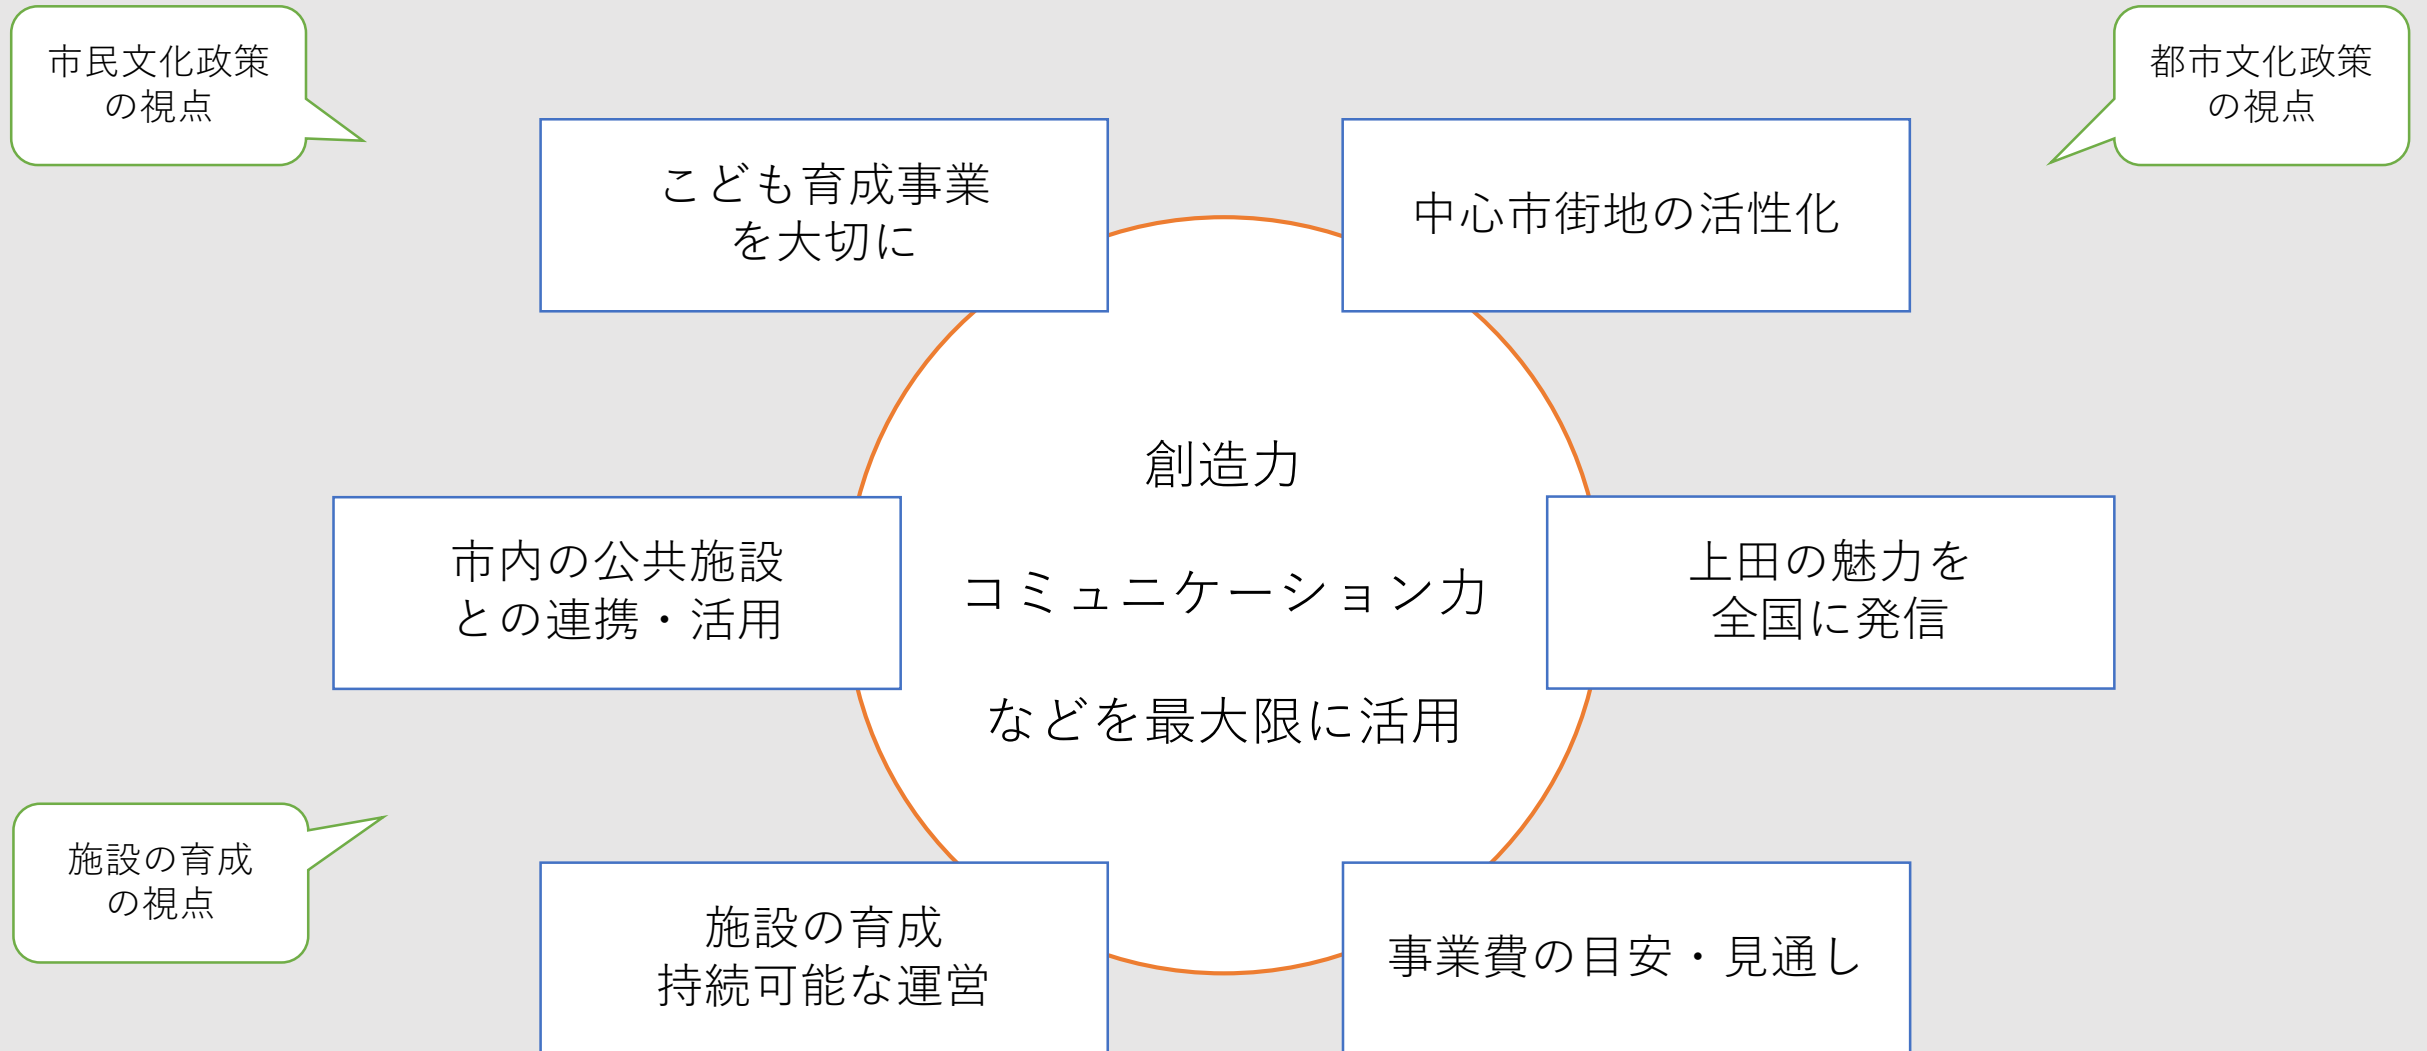 市民文化政策
の視点
都市文化政策
の視点
こども育成事業
を大切に
中心市街地の活性化
創造力
コミュニケーション力
などを最大限に活用
市内の公共施設
との連携・活用
上田の魅力を
全国に発信
施設の育成
の視点
施設の育成
持続可能な運営
事業費の目安・見通し